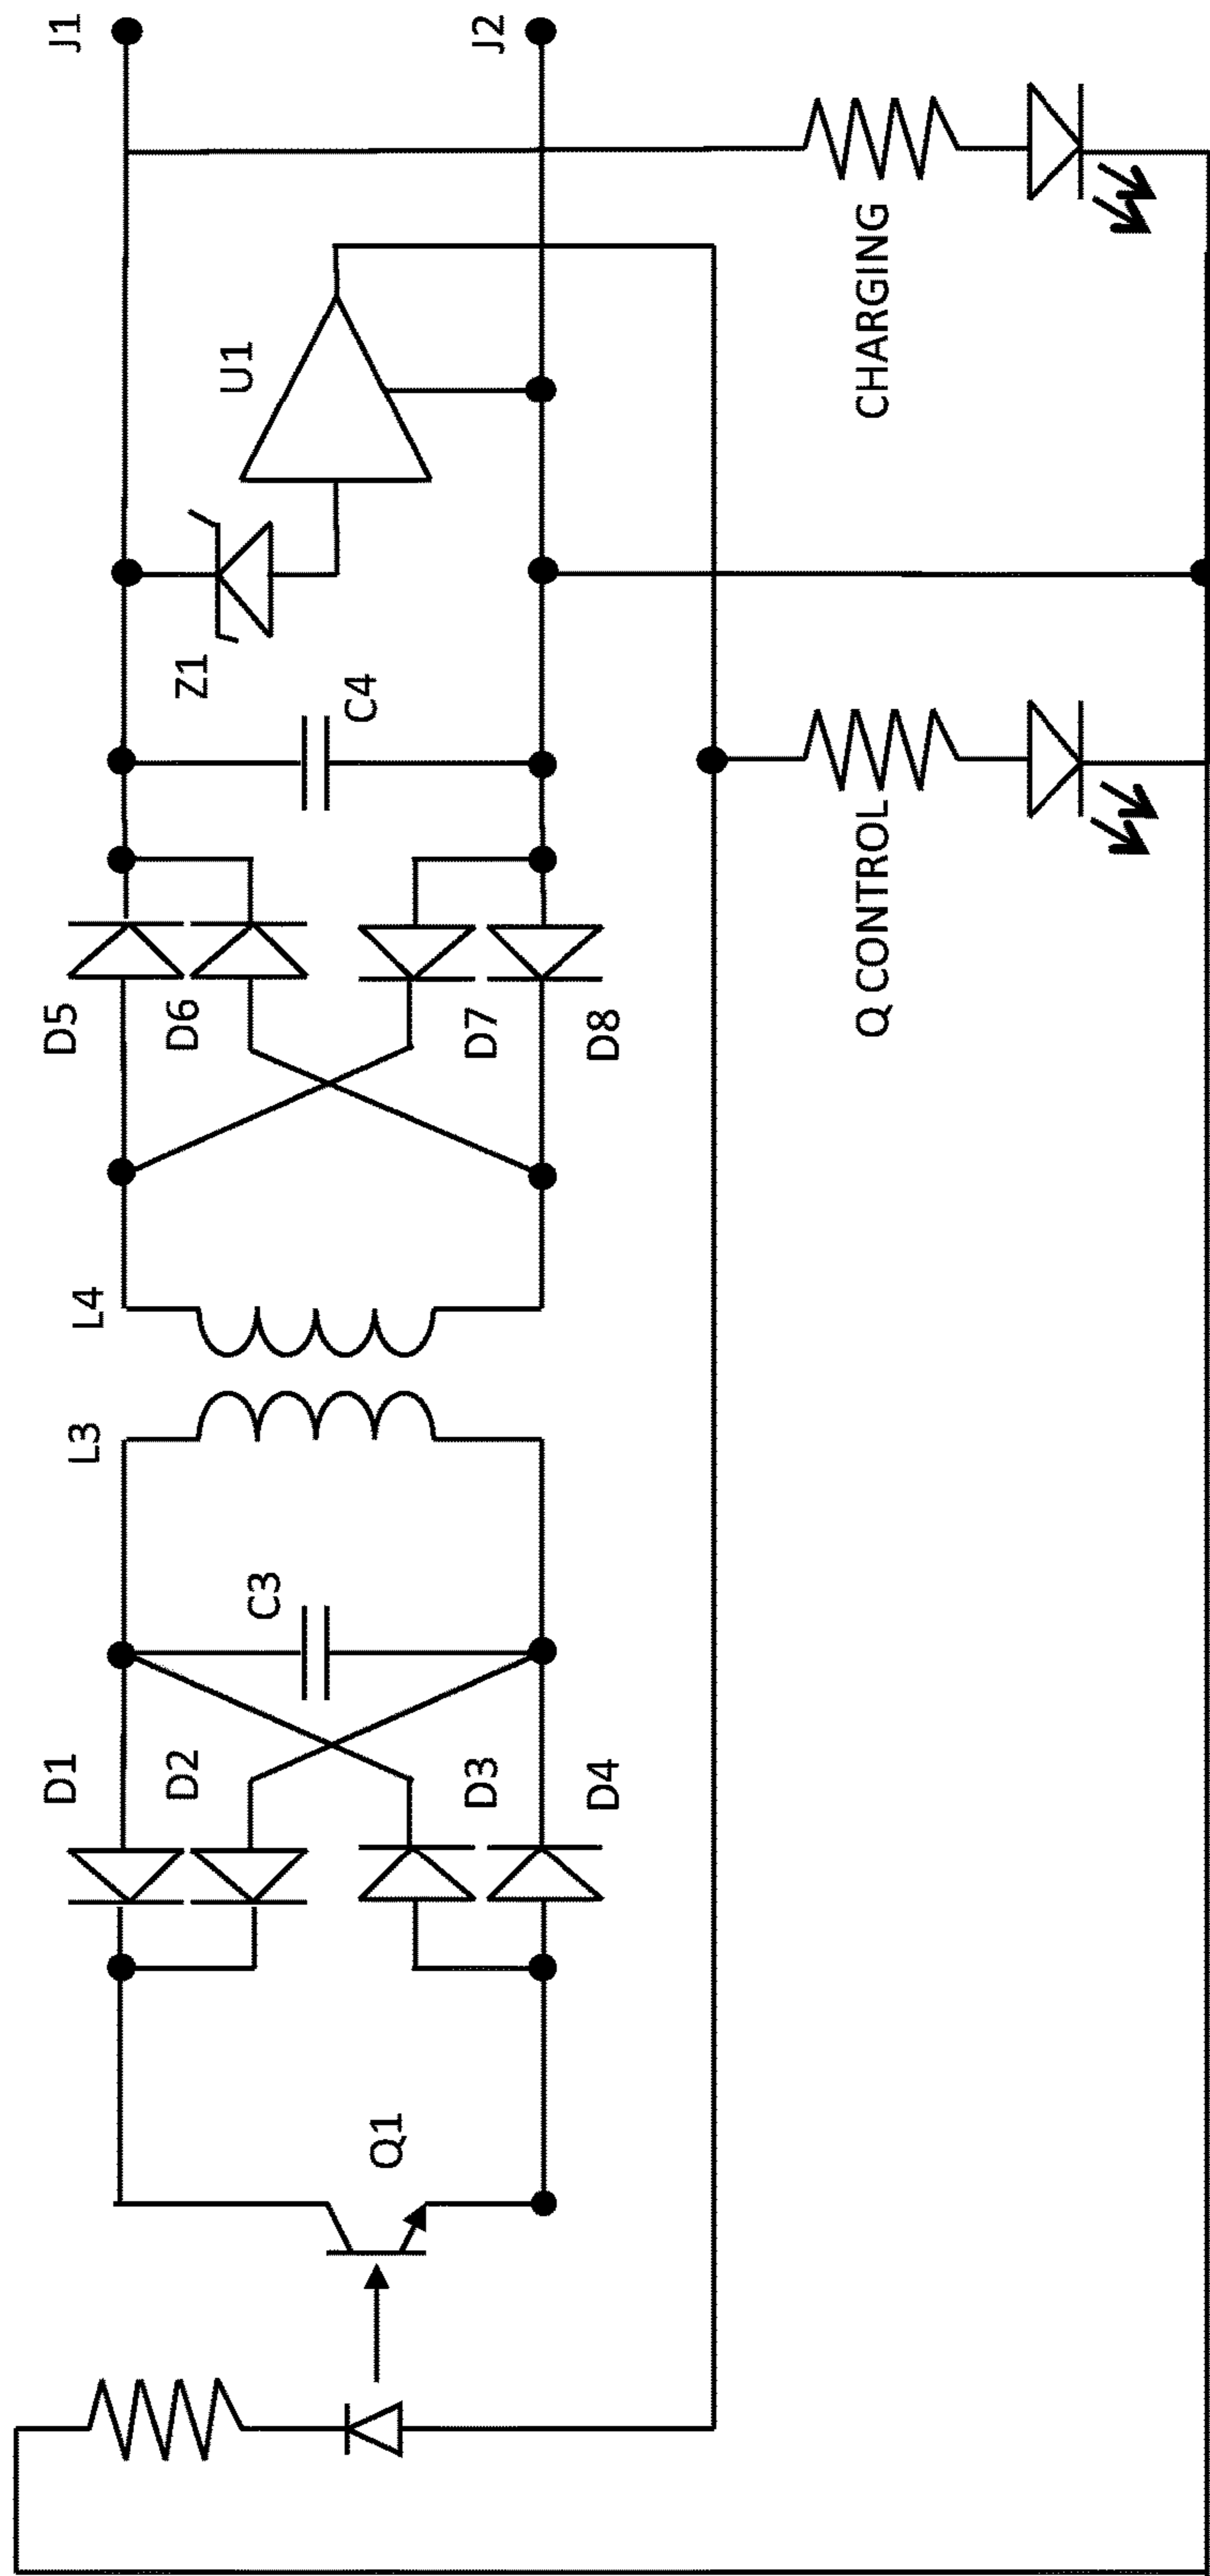 J1
J2
U1
CHARGING
Z1
C4
Q CONTROL
D5
D6
D7
D8
L4
L3
C3
D1
D2
D3
D4
Q1